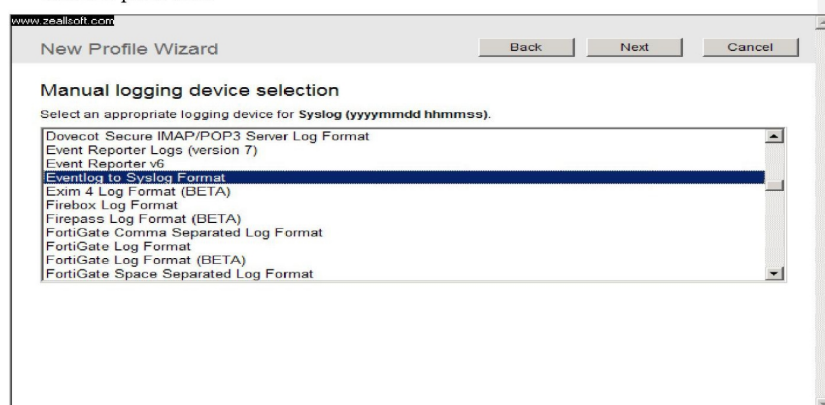 www.zeallsoft.com
New Profile Wizard
Back
Next
Cancel
Manual logging device selection
Select an appropriate logging device for Syslog (yyyymmdd hhmmss).
Dovecot Secure IMAP/POP3 Server Log Format
Event Reporter Logs (version 7)
Event Reporter v6
Eventlog to Syslog Format
Exim 4 Log Format (BETA)
Firebox Log Format
Firepass Log Format (BETA)
FortiGate Comma Separated Log Format
FortiGate Log Format
FortiGate Log Format (BETA)
FortiGate Space Separated Log Format